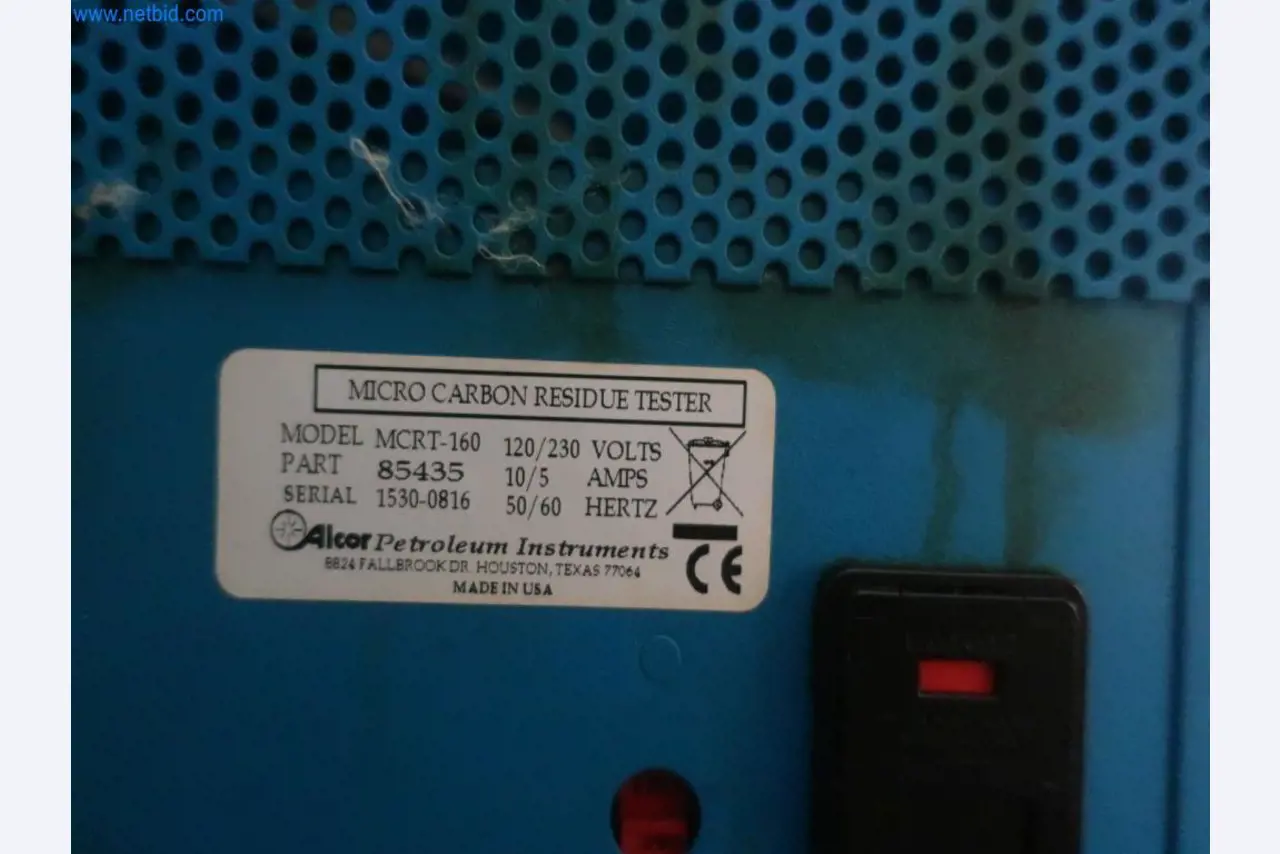 www.netbid.com
MICRO CARBON RESIDUE TESTER
MODEL MCRT-160 120/230 VOLTS
PART 85435 10/5 AMPS
SERIAL 1530-0816 50/60 HERTZ
Alcor Petroleum Instruments
8824 FALLBROOK DR. HOUSTON, TEXAS 77064
MADE IN USA
CE